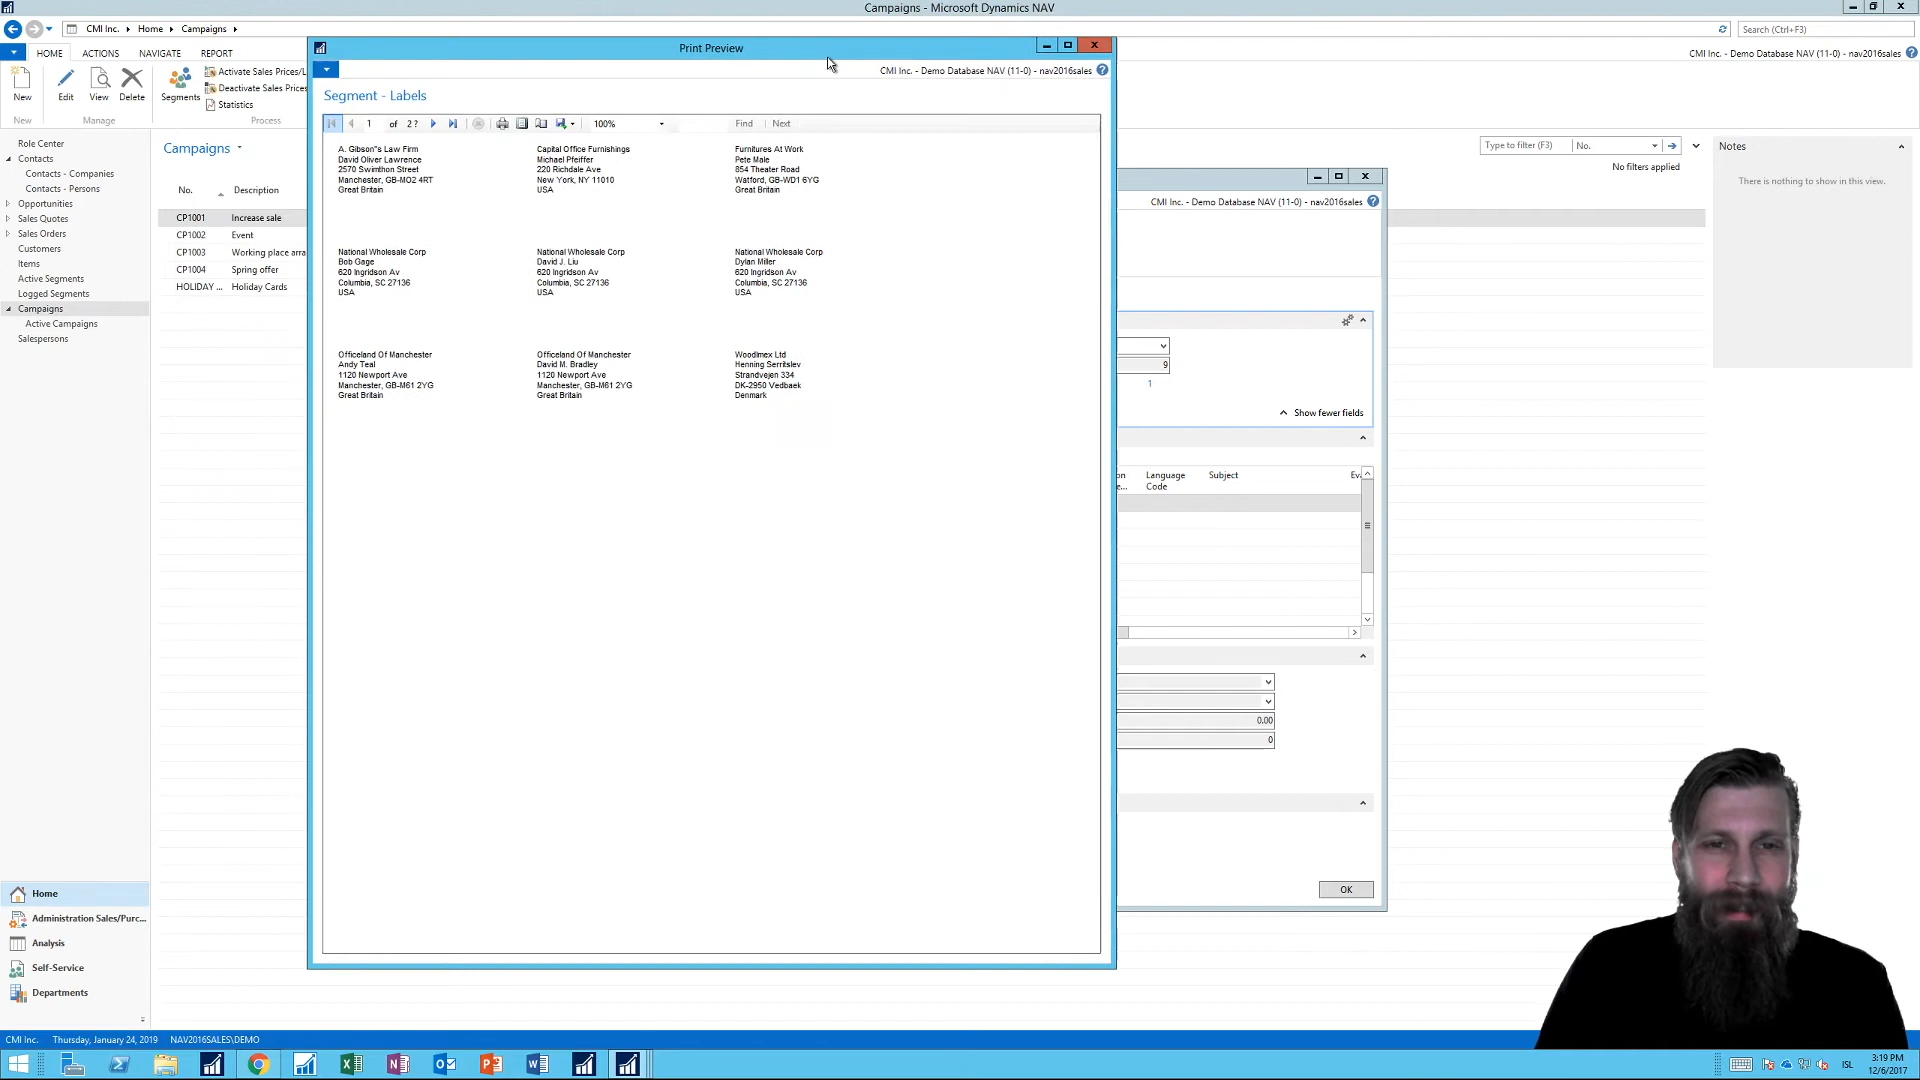 Campaigns - Microsoft Dynamics NAV
CMI Inc. Home Campaigns
Search (Ctrl+F3)
HOME ACTIONS NAVIGATE REPORT
CMI Inc. - Demo Database NAV (11-0) - nav2016sales
New
Edit
View
Delete
Segments
Activate Sales Prices/L
Deactivate Sales Prices
Statistics
New
Manage
Process
Role Center
Contacts
Contacts - Companies
Contacts - Persons
Opportunities
Sales Quotes
Sales Orders
Customers
Items
Active Segments
Logged Segments
Campaigns
Active Campaigns
Salespersons
Campaigns
No. Description
CP1001 Increase sale
CP1002 Event
CP1003 Working place arra
CP1004 Spring offer
HOLIDAY ... Holiday Cards
Type to filter (F3) No.
No filters applied
Notes
There is nothing to show in this view.
Print Preview
CMI Inc. - Demo Database NAV (11-0) - nav2016sales
Segment - Labels
1 of 2? 100% Find Next
A. Gibson"s Law Firm
David Oliver Lawrence
2570 Swimthon Street
Manchester, GB-MO2 4RT
Great Britain
Capital Office Furnishings
Michael Pfeiffer
220 Richdale Ave
New York, NY 11010
USA
Furnitures At Work
Pete Male
854 Theater Road
Watford, GB-WD1 6YG
Great Britain
National Wholesale Corp
Bob Gage
620 Ingridson Av
Columbia, SC 27136
USA
National Wholesale Corp
David J. Liu
620 Ingridson Av
Columbia, SC 27136
USA
National Wholesale Corp
Dylan Miller
620 Ingridson Av
Columbia, SC 27136
USA
Officeland Of Manchester
Andy Teal
1120 Newport Ave
Manchester, GB-M61 2YG
Great Britain
Officeland Of Manchester
David M. Bradley
1120 Newport Ave
Manchester, GB-M61 2YG
Great Britain
Woodlmex Ltd
Henning Serritslev
Strandvejen 334
DK-2950 Vedbaek
Denmark
CMI Inc. - Demo Database NAV (11-0) - nav2016sales
9
1
Show fewer fields
on
e...
Language
Code
Subject
Eva
0.00
0
OK
Home
Administration Sales/Purc...
Analysis
Self-Service
Departments
CMI Inc. Thursday, January 24, 2019 NAV2016SALES\DEMO
ISL
3:19 PM
12/6/2017